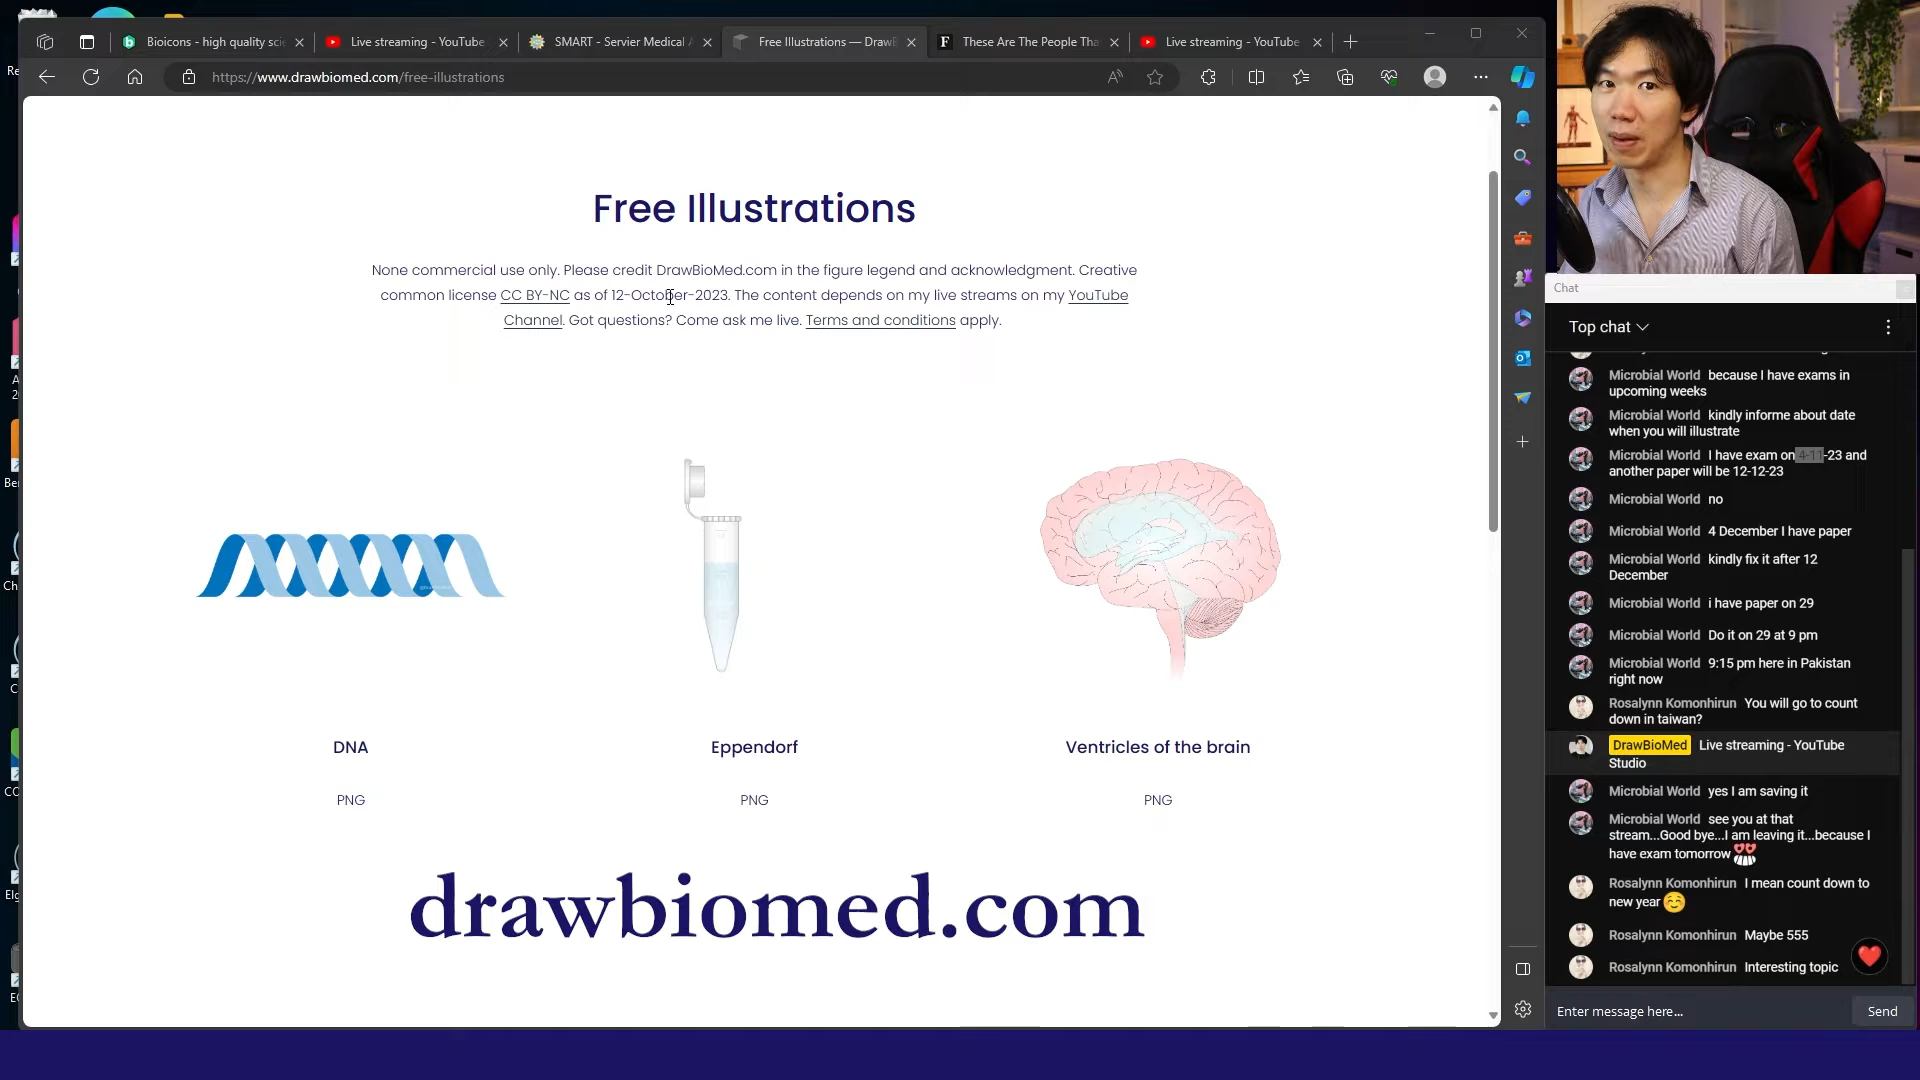 Bioicons - high quality sci
Live streaming - YouTube
SMART - Servier Medical A
Free Illustrations — DrawB
These Are The People Tha
Live streaming - YouTube
https://www.drawbiomed.com/free-illustrations
Free Illustrations
None commercial use only. Please credit DrawBioMed.com in the figure legend and acknowledgment. Creative
common license CC BY-NC as of 12-October-2023. The content depends on my live streams on my YouTube
Channel. Got questions? Come ask me live. Terms and conditions apply.
DNA
Eppendorf
Ventricles of the brain
PNG
PNG
PNG
drawbiomed.com
Chat
Top chat
Microbial World because I have exams in
upcoming weeks
Microbial World kindly informe about date
when you will illustrate
Microbial World I have exam on 4-11-23 and
another paper will be 12-12-23
Microbial World no
Microbial World 4 December I have paper
Microbial World kindly fix it after 12
December
Microbial World i have paper on 29
Microbial World Do it on 29 at 9 pm
Microbial World 9:15 pm here in Pakistan
right now
Rosalynn Komonhirun You will go to count
down in taiwan?
DrawBioMed Live streaming - YouTube
Studio
Microbial World yes I am saving it
Microbial World see you at that
stream...Good bye...I am leaving it...because I
have exam tomorrow
Rosalynn Komonhirun I mean count down to
new year
Rosalynn Komonhirun Maybe 555
Rosalynn Komonhirun Interesting topic
Enter message here...
Send